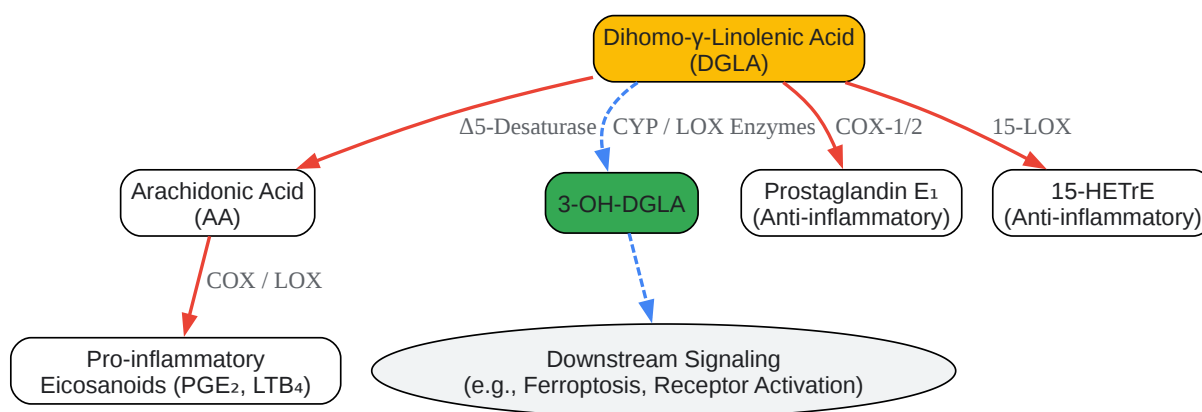 Dihomo-γ-Linolenic Acid
(DGLA)
Δ5-Desaturase
CYP / LOX Enzymes
COX-1/2
15-LOX
Arachidonic Acid
(AA)
3-OH-DGLA
Prostaglandin E₁
(Anti-inflammatory)
15-HETrE
(Anti-inflammatory)
COX / LOX
Pro-inflammatory
Eicosanoids (PGE₂, LTB₄)
Downstream Signaling
(e.g., Ferroptosis, Receptor Activation)